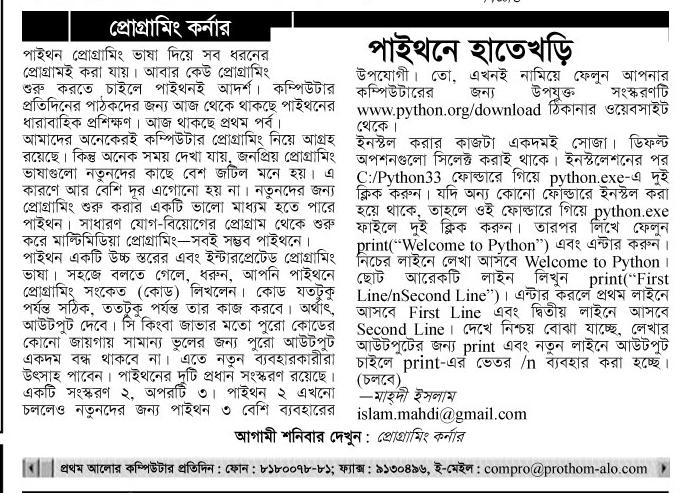 প্রোগ্রামিং কর্নার
পাইথন প্রোগ্রামিং ভাষা দিয়ে সব ধরনের
প্রোগ্রামই করা যায়। আবার কেউ প্রোগ্রামিং
শুরু করতে চাইলে পাইথনই আদর্শ। কম্পিউটার
প্রতিদিনের পাঠকদের জন্য আজ থেকে থাকছে পাইথনের
ধারাবাহিক প্রশিক্ষণ। আজ থাকছে প্রথম পর্ব।
আমাদের অনেকেরই কম্পিউটার প্রোগ্রামিং নিয়ে আগ্রহ
রয়েছে। কিন্তু অনেক সময় দেখা যায়, জনপ্রিয় প্রোগ্রামিং
ভাষাগুলো নতুনদের কাছে বেশ জটিল মনে হয়। এ
কারণে আর বেশি দূর এগোনো হয় না। নতুনদের জন্য
প্রোগ্রামিং শুরু করার একটি ভালো মাধ্যম হতে পারে
পাইথন। সাধারণ যোগ-বিয়োগের প্রোগ্রাম থেকে শুরু
করে মাল্টিমিডিয়া প্রোগ্রামিং—সবই সম্ভব পাইথনে।
পাইথন একটি উচ্চ স্তরের এবং ইন্টারপ্রেটেড প্রোগ্রামিং
ভাষা। সহজে বলতে গেলে, ধরুন, আপনি পাইথনে
প্রোগ্রামিং সংকেত (কোড) লিখলেন। কোড যতটুকু
পর্যন্ত সঠিক, ততটুকু পর্যন্ত তার কাজ করবে। অর্থাৎ,
আউটপুট দেবে। সি কিংবা জাভার মতো পুরো কোডের
কোনো জায়গায় সামান্য ভুলের জন্য পুরো আউটপুট
একদম বন্ধ থাকবে না। এতে নতুন ব্যবহারকারীরা
উৎসাহ পাবেন। পাইথনের দুটি প্রধান সংস্করণ রয়েছে।
একটি সংস্করণ ২, অপরটি ৩। পাইথন ২ এখনো
চললেও নতুনদের জন্য পাইথন ৩ বেশি ব্যবহারের
পাইথনে হাতেখড়ি
উপযোগী। তো, এখনই নামিয়ে ফেলুন আপনার
কম্পিউটারের জন্য উপযুক্ত সংস্করণটি
www.python.org/download ঠিকানার ওয়েবসাইট
থেকে।
ইনস্টল করার কাজটা একদমই সোজা। ডিফল্ট
অপশনগুলো সিলেক্ট করাই থাকে। ইনস্টলেশনের পর
C:/Python33 ফোল্ডারে গিয়ে python.exe-এ দুই
ক্লিক করুন। যদি অন্য কোনো ফোল্ডারে ইনস্টল করা
হয়ে থাকে, তাহলে ওই ফোল্ডারে গিয়ে python.exe
ফাইলে দুই ক্লিক করুন। তারপর লিখে ফেলুন
print(“Welcome to Python”) এবং এন্টার করুন।
নিচের লাইনে লেখা আসবে Welcome to Python।
ছোট আরেকটি লাইন লিখুন print(“First
Line/nSecond Line”)। এন্টার করলে প্রথম লাইনে
আসবে First Line এবং দ্বিতীয় লাইনে আসবে
Second Line। দেখে নিশ্চয় বোঝা যাচ্ছে, লেখার
আউটপুটের জন্য print এবং নতুন লাইনে আউটপুট
চাইলে print-এর ভেতর /n ব্যবহার করা হচ্ছে।
(চলবে)
—মাহ্‌দী ইসলাম
islam.mahdi@gmail.com
আগামী শনিবার দেখুন : প্রোগ্রামিং কর্নার
প্রথম আলোর কম্পিউটার প্রতিদিন : ফোন : ৮১৮০০৭৮-৮১; ফ্যাক্স : ৯১৩০৪৯৬, ই-মেইল : compro@prothom-alo.com